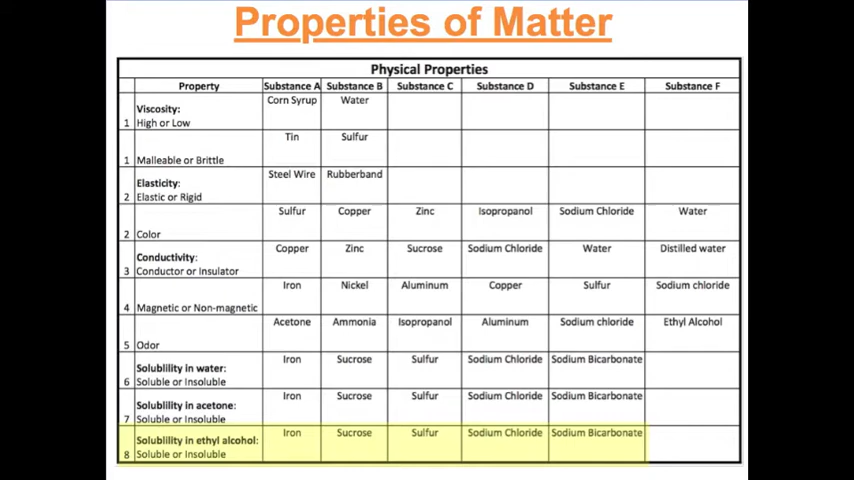 Properties of Matter
Physical Properties
Property Substance A Substance B Substance C Substance D Substance E Substance F
Corn Syrup Water
Viscosity:
1 High or Low
Tin Sulfur
1 Malleable or Brittle
Steel Wire Rubberband
Elasticity:
2 Elastic or Rigid
Sulfur Copper Zinc Isopropanol Sodium Chloride Water
2 Color
Copper Zinc Sucrose Sodium Chloride Water Distilled water
Conductivity:
3 Conductor or Insulator
Iron Nickel Aluminum Copper Sulfur Sodium chloride
4 Magnetic or Non-magnetic
Acetone Ammonia Isopropanol Aluminum Sodium chloride Ethyl Alcohol
5 Odor
Iron Sucrose Sulfur Sodium Chloride Sodium Bicarbonate
Solublility in water:
6 Soluble or Insoluble
Iron Sucrose Sulfur Sodium Chloride Sodium Bicarbonate
Solublility in acetone:
7 Soluble or Insoluble
Iron Sucrose Sulfur Sodium Chloride Sodium Bicarbonate
Solublility in ethyl alcohol:
8 Soluble or Insoluble